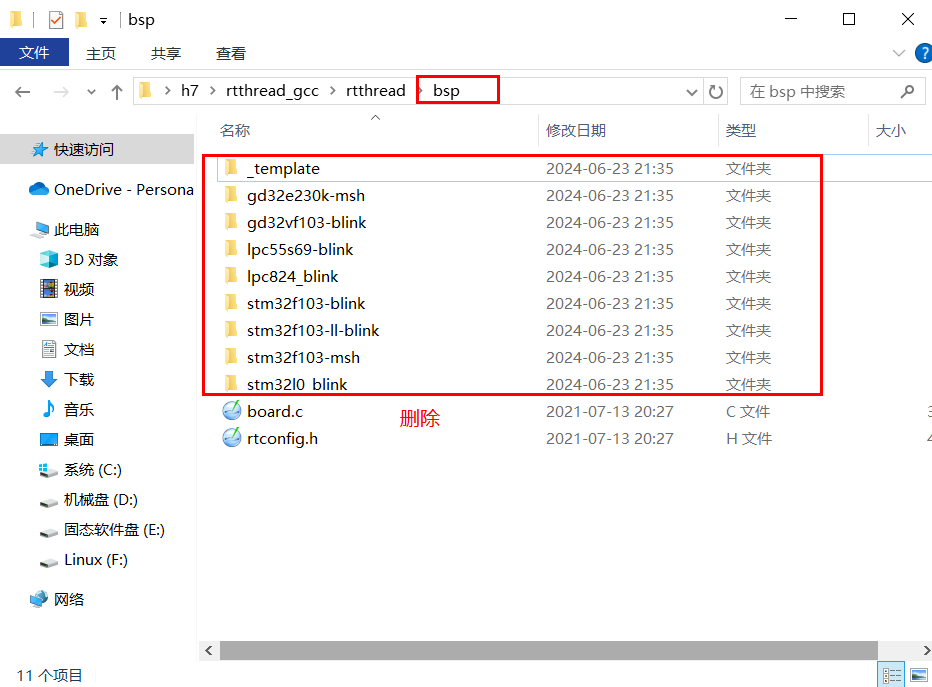 bsp
文件 主页 共享 查看
h7 rtthread_gcc rtthread bsp 在 bsp 中搜索
名称 修改日期 类型 大小
快速访问
OneDrive - Persona
此电脑
3D 对象
视频
图片
文档
下载
音乐
桌面
系统 (C:)
机械盘 (D:)
固态软件盘 (E:)
Linux (F:)
网络
_template 2024-06-23 21:35 文件夹
gd32e230k-msh 2024-06-23 21:35 文件夹
gd32vf103-blink 2024-06-23 21:35 文件夹
lpc55s69-blink 2024-06-23 21:35 文件夹
lpc824_blink 2024-06-23 21:35 文件夹
stm32f103-blink 2024-06-23 21:35 文件夹
stm32f103-ll-blink 2024-06-23 21:35 文件夹
stm32f103-msh 2024-06-23 21:35 文件夹
stm32l0_blink 2024-06-23 21:35 文件夹
board.c 2021-07-13 20:27 C 文件
rtconfig.h 2021-07-13 20:27 H 文件
删除
11 个项目